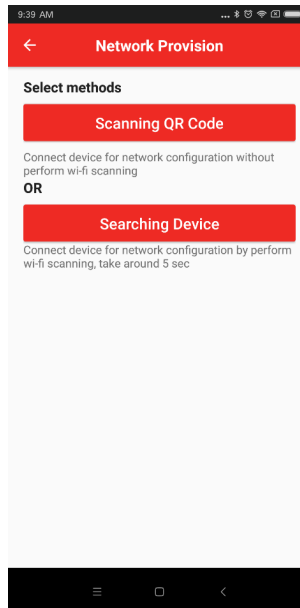 9:39 AM
Network Provision
Select methods
Scanning QR Code
Connect device for network configuration without
perform wi-fi scanning
OR
Searching Device
Connect device for network configuration by perform
wi-fi scanning, take around 5 sec